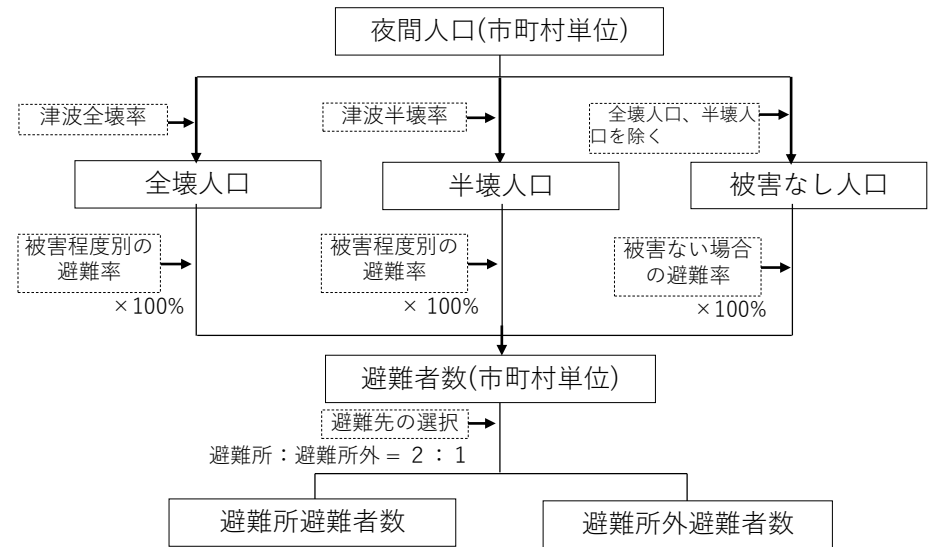 夜間人口(市町村単位)
津波全壊率
津波半壊率
全壊人口、半壊人
口を除く
全壊人口
半壊人口
被害なし人口
被害程度別の
避難率
×100%
被害程度別の
避難率
× 100%
被害ない場合
の避難率
×100%
避難者数(市町村単位)
避難先の選択
避難所：避難所外 = 2 : 1
避難所避難者数
避難所外避難者数